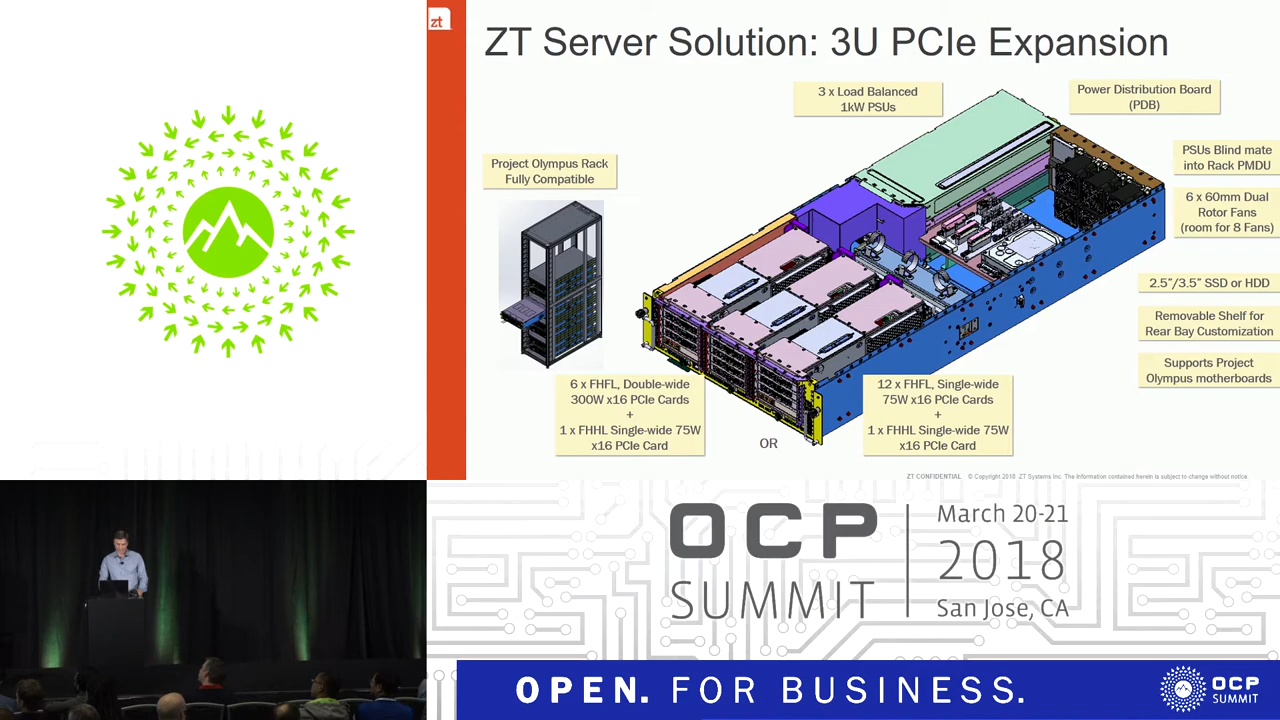 zt
ZT Server Solution: 3U PCIe Expansion
3 x Load Balanced
1kW PSUs
Power Distribution Board
(PDB)
Project Olympus Rack
Fully Compatible
PSUs Blind mate
into Rack PMDU
6 x 60mm Dual
Rotor Fans
(room for 8 Fans)
2.5”/3.5” SSD or HDD
Removable Shelf for
Rear Bay Customization
Supports Project
Olympus motherboards
6 x FHFL, Double-wide
300W x16 PCIe Cards
+
1 x FHHL Single-wide 75W
x16 PCIe Card
OR
12 x FHFL, Single-wide
75W x16 PCIe Cards
+
1 x FHHL Single-wide 75W
x16 PCIe Card
ZT CONFIDENTIAL © Copyright 2018 ZT Systems Inc. The information contained herein is subject to change without notice
OCP
SUMMIT
March 20-21
2018
San Jose, CA
OPEN. FOR BUSINESS.
OCP
SUMMIT